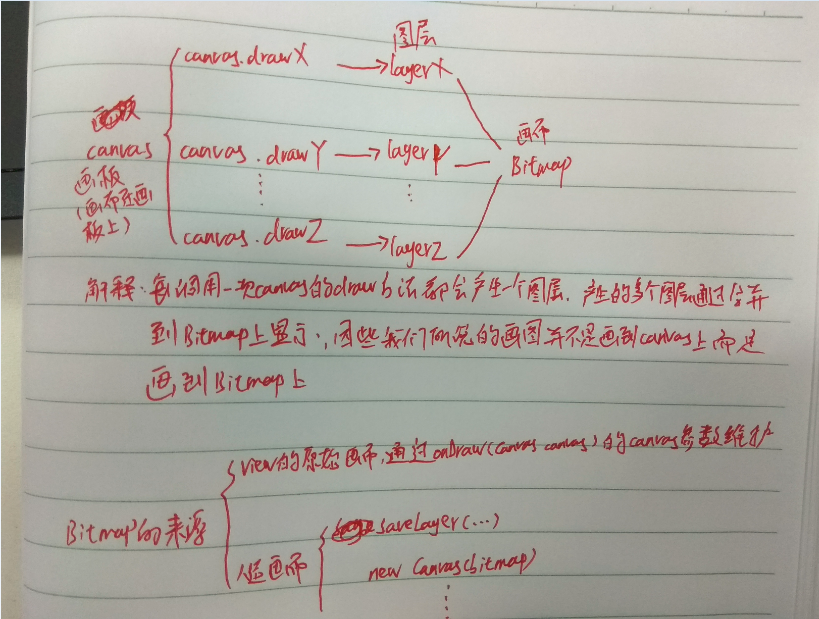 图层
canvas.drawX → layerX
画布
canvas canvas.drawY → layerY Bitmap
画板
(画布在画
板上)
canvas.drawZ → layerZ
解释:每调用一次canvas的draw方法都会产生一个图层,产生的多个图层通过合并
到Bitmap上显示,因些我们所说的画图并不是画到canvas上而是
画到Bitmap上
view的原始画布,通过onDraw(Canvas canvas)的canvas参数维护
Bitmap的来源
saveLayer(...)
人造画布 new Canvas(bitmap)